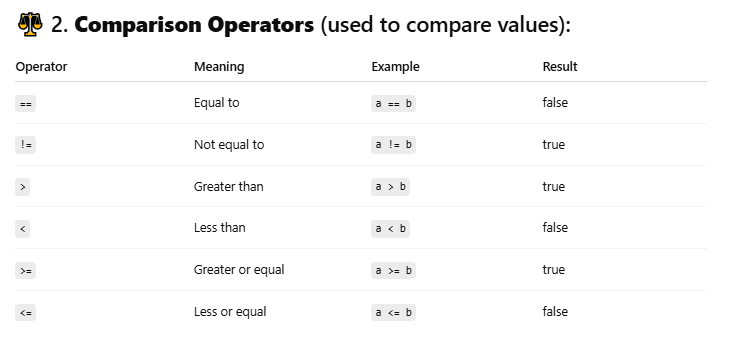 ⚖️ 2. Comparison Operators (used to compare values):
Operator Meaning Example Result
== Equal to a == b false
!= Not equal to a != b true
> Greater than a > b true
< Less than a < b false
>= Greater or equal a >= b true
<= Less or equal a <= b false